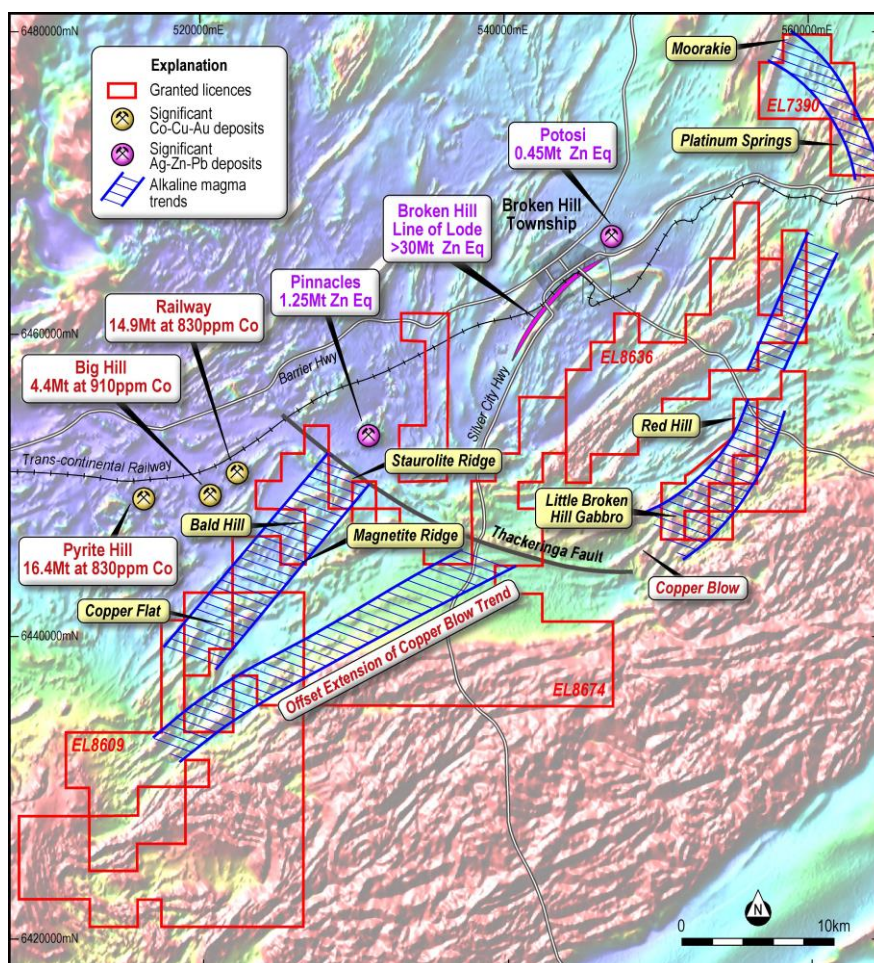 6480000mN
520000mE
540000mE
560000mE
Explanation
Granted licences
Significant
Co-Cu-Au deposits
Significant
Ag-Zn-Pb deposits
Alkaline magma
trends
Moorakie
EL7390
Platinum Springs
Potosi
0.45Mt Zn Eq
Broken Hill
Township
Broken Hill
Line of Lode
>30Mt Zn Eq
Pinnacles
1.25Mt Zn Eq
Railway
14.9Mt at 830ppm Co
6460000mN
Big Hill
4.4Mt at 910ppm Co
Barrier Hwy
Silver City Hwy
EL8636
Red Hill
Trans-continental Railway
Staurolite Ridge
Bald Hill
Magnetite Ridge
Little Broken
Hill Gabbro
Thackeringa Fault
Pyrite Hill
16.4Mt at 830ppm Co
Copper Blow
Copper Flat
6440000mN
Offset Extension of Copper Blow Trend
EL8674
EL8609
N
0
10km
6420000mN